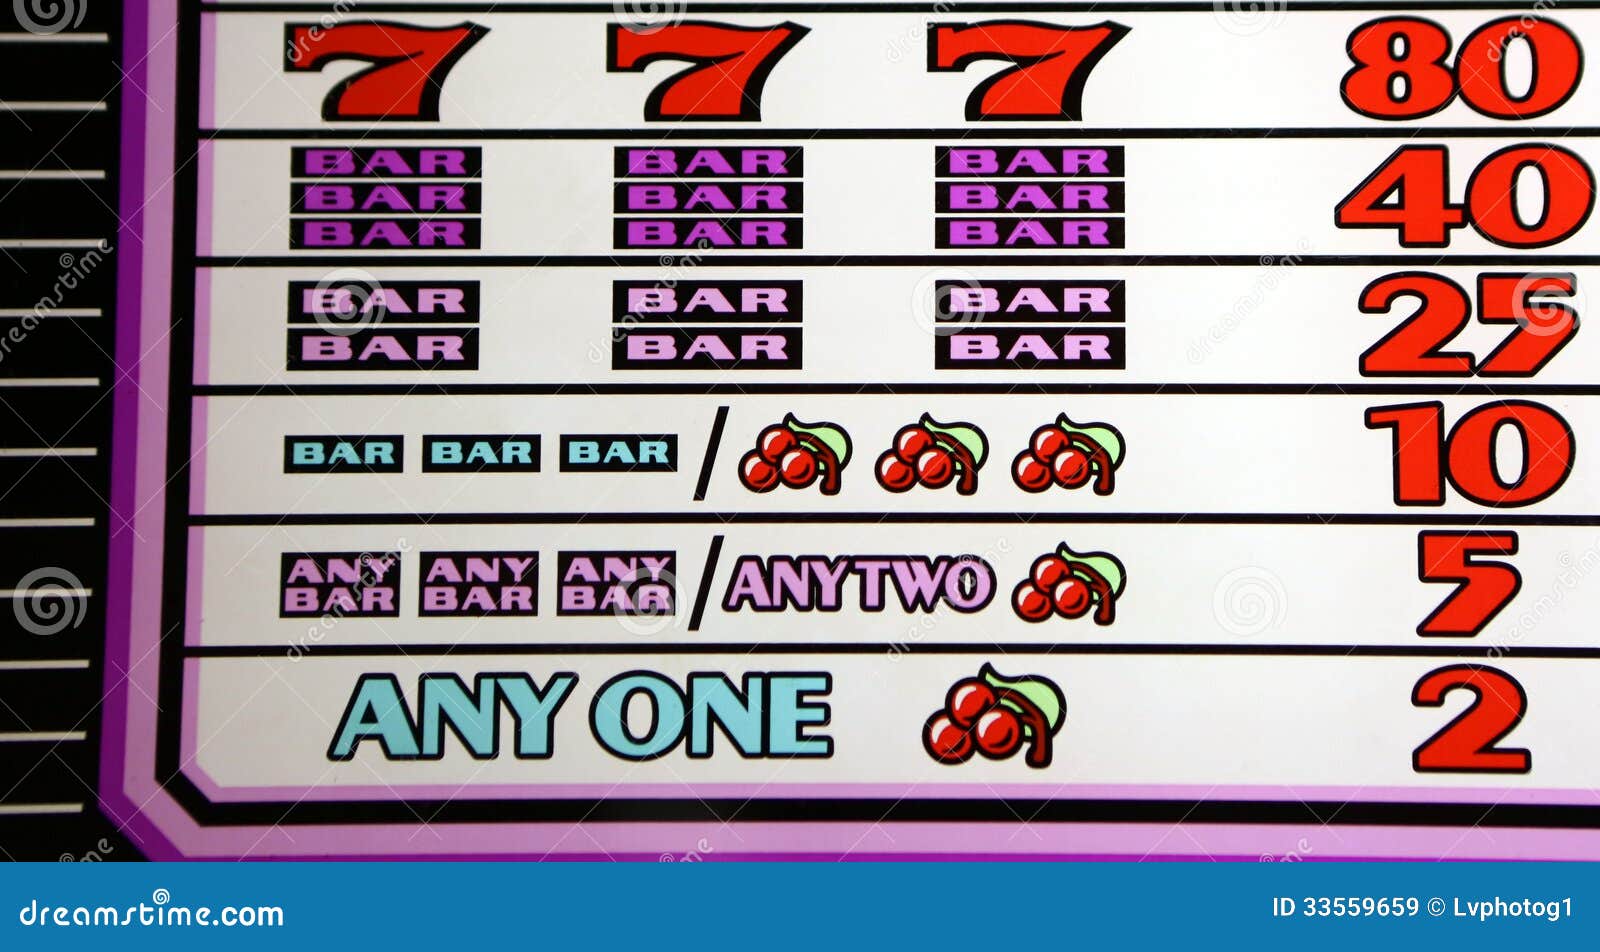 7 7 7 80
BAR BAR BAR
BAR BAR BAR 40
BAR BAR BAR
BAR BAR BAR 25
BAR BAR BAR
BAR BAR BAR / 10
ANY ANY ANY
BAR BAR BAR / ANY TWO 5
ANY ONE 2
dreamstime.com ID 33559659 © Lvphotog1